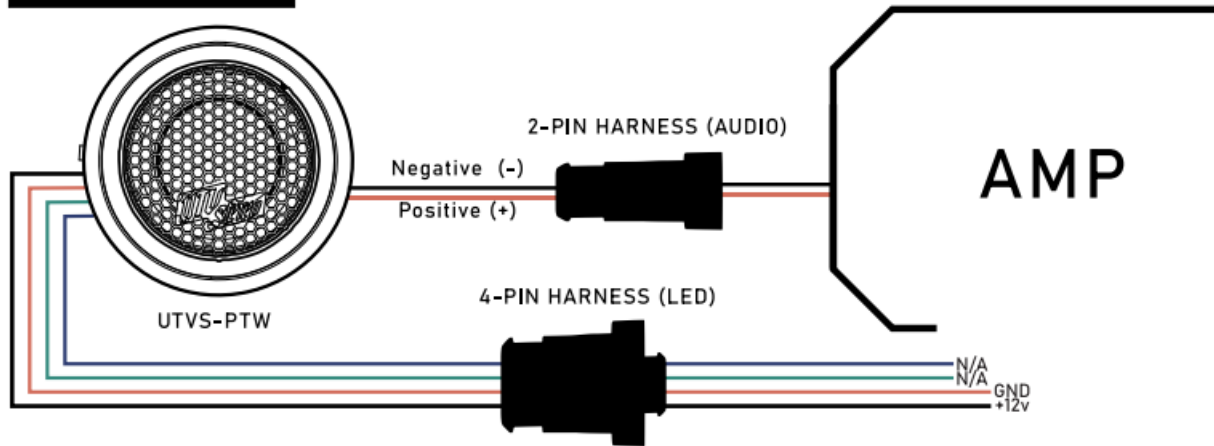 2-PIN HARNESS (AUDIO)
Negative (-)
Positive (+)
AMP
UTVS-PTW
4-PIN HARNESS (LED)
N/A
N/A
GND
+12v